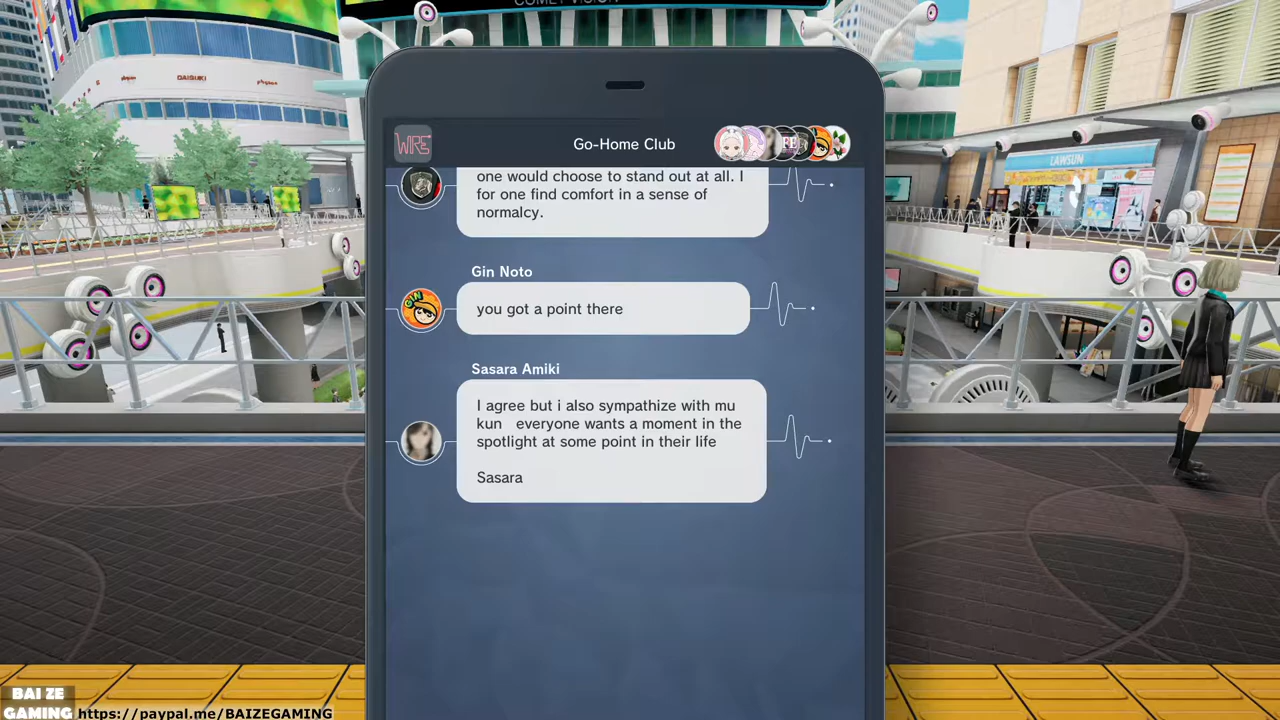 COMET VISION
DAISUKI
LAWSUN
WIRE
Go-Home Club
one would choose to stand out at all. I
for one find comfort in a sense of
normalcy.
Gin Noto
GIN
you got a point there
Sasara Amiki
I agree but i also sympathize with mu
kun   everyone wants a moment in the
spotlight at some point in their life
Sasara
BAI ZE
GAMING https://paypal.me/BAIZEGAMING